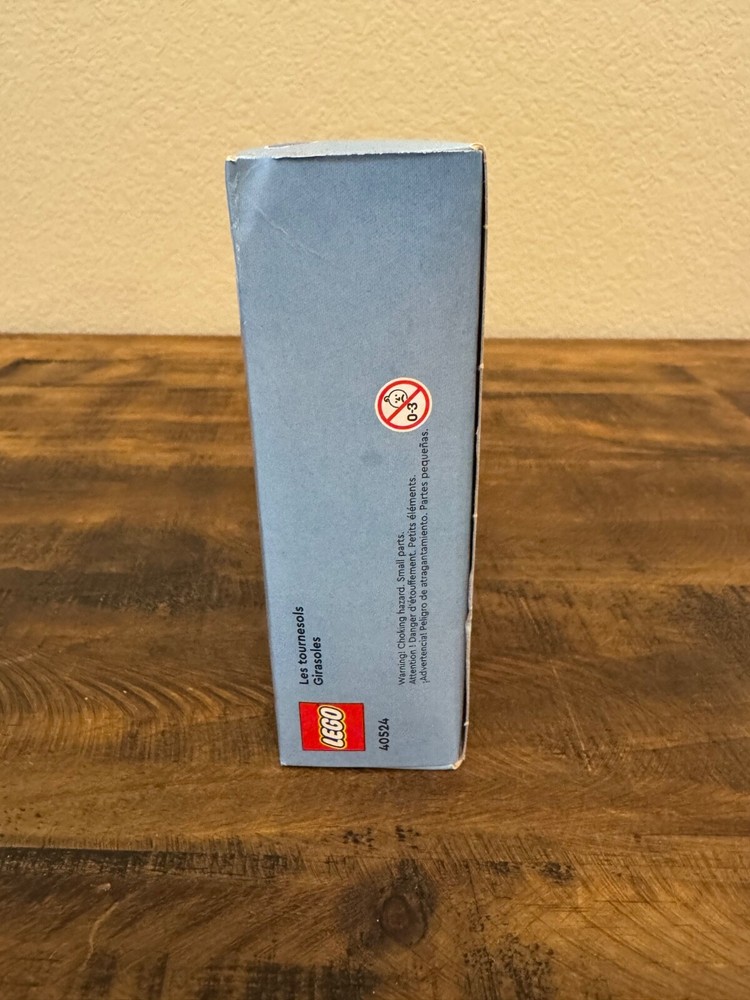 Les tournesols
Girasoles
LEGO
40524
0-3
Warning! Choking hazard. Small parts.
Attention ! Danger d'étouffement. Petits éléments.
¡Advertencia! Peligro de atragantamiento. Partes pequeñas.